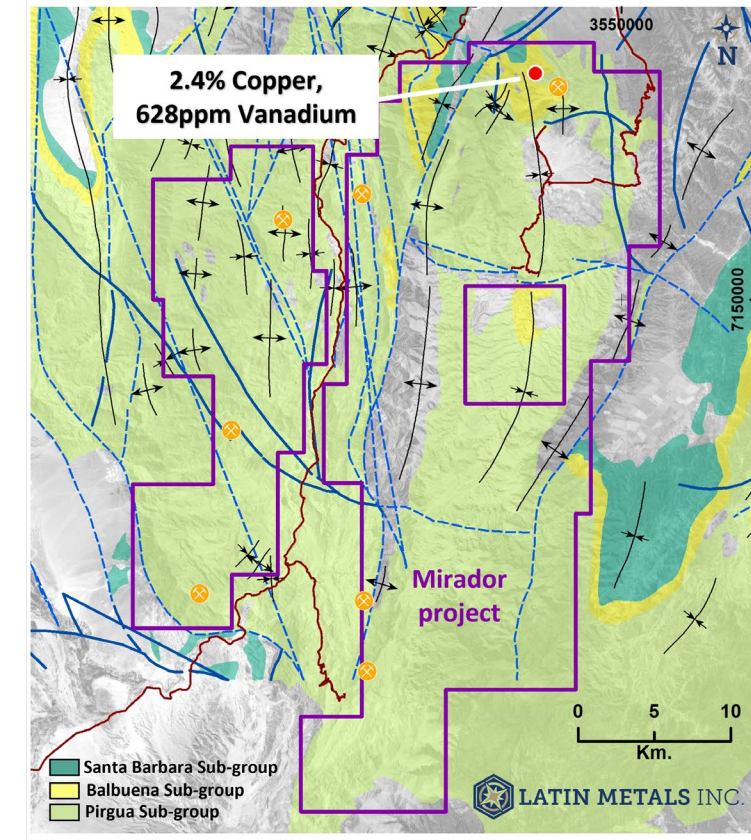 3550000
N
2.4% Copper,
628ppm Vanadium
7150000
Mirador
project
0 5 10
Km.
Santa Barbara Sub-group
Balbuena Sub-group
Pirgua Sub-group
LATIN METALS INC.